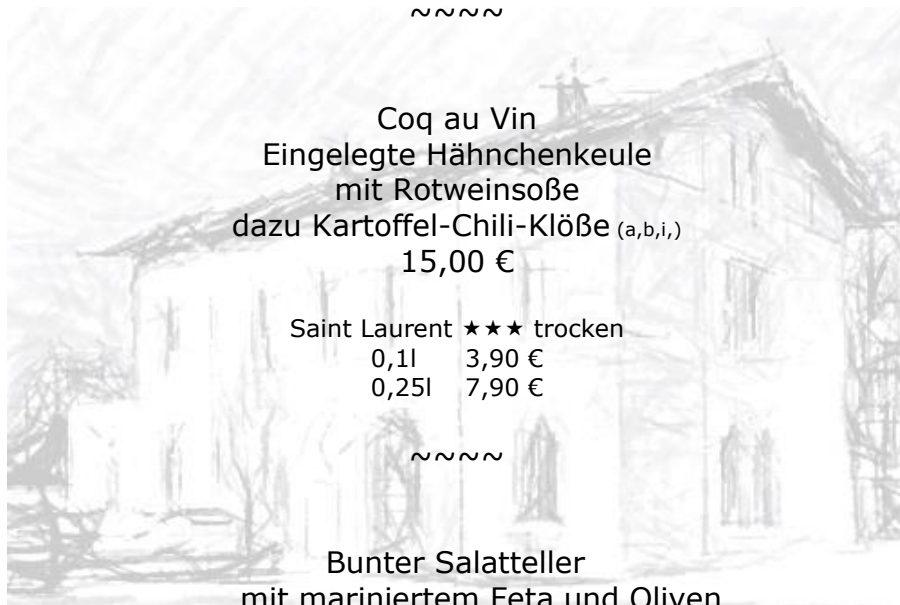 ~~~~
Coq au Vin
Eingelegte Hähnchenkeule
mit Rotweinsoße
dazu Kartoffel-Chili-Klöße (a,b,i,)
15,00 €
Saint Laurent ★★★ trocken
0,1l 3,90 €
0,25l 7,90 €
~~~~
Bunter Salatteller
mit mariniertem Feta und Oliven